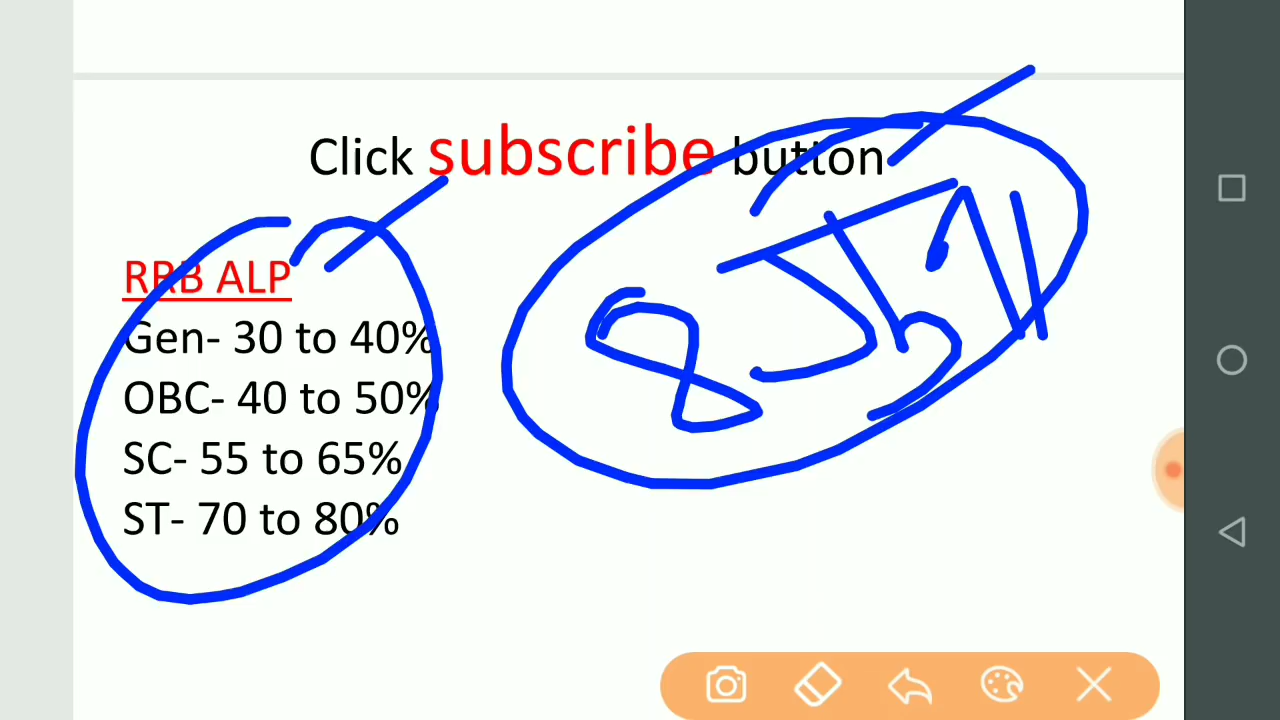 Click subscribe button
RRB ALP
Gen- 30 to 40%
OBC- 40 to 50%
SC- 55 to 65%
ST- 70 to 80%
8